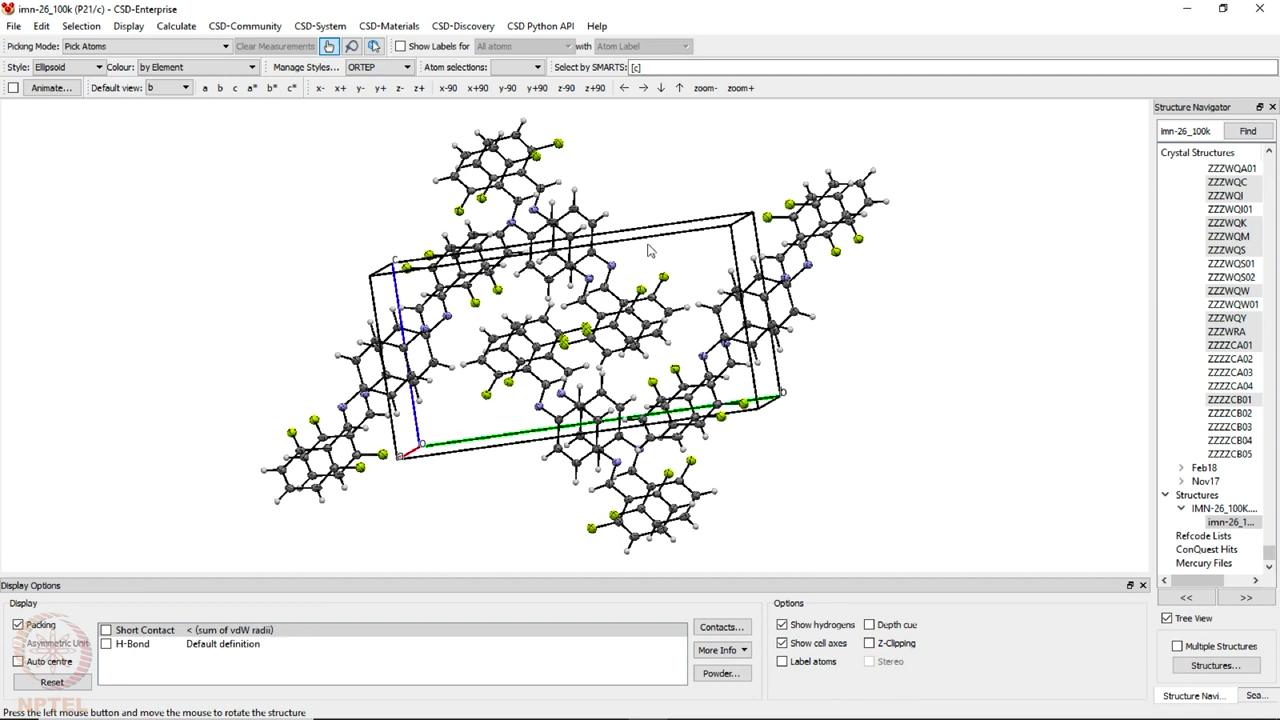 imn-26_100k (P21/c) - CSD-Enterprise
File Edit Selection Display Calculate CSD-Community CSD-System CSD-Materials CSD-Discovery CSD Python API Help
Picking Mode: Pick Atoms Clear Measurements Show Labels for All atoms with Atom Label
Style: Ellipsoid Colour: by Element Manage Styles... ORTEP Atom selections: Select by SMARTS: [c]
Animate... Default view: b a b c a* b* c* x- x+ y- y+ z- z+ x-90 x+90 y-90 y+90 z-90 z+90 zoom- zoom+
Structure Navigator
imn-26_100k Find
Crystal Structures
ZZZWQA01
ZZZWQC
ZZZWQI
ZZZWQI01
ZZZWQK
ZZZWQM
ZZZWQS
ZZZWQS01
ZZZWQS02
ZZZWQW
ZZZWQW01
ZZZWQY
ZZZWRA
ZZZZCA01
ZZZZCA02
ZZZZCA03
ZZZZCA04
ZZZZCB01
ZZZZCB02
ZZZZCB03
ZZZZCB04
ZZZZCB05
Feb18
Nov17
Structures
IMN-26_100K....
imn-26_1...
Refcode Lists
ConQuest Hits
Mercury Files
<< >>
Tree View
Multiple Structures
Structures...
Structure Navi... Sea...
c
o
Display Options
Display
Packing
Asymmetric Unit
Auto centre
Reset
Short Contact < (sum of vdW radii)
H-Bond Default definition
Contacts...
More Info
Powder...
Options
Show hydrogens Depth cue
Show cell axes Z-Clipping
Label atoms Stereo
NPTEL
Press the left mouse button and move the mouse to rotate the structure